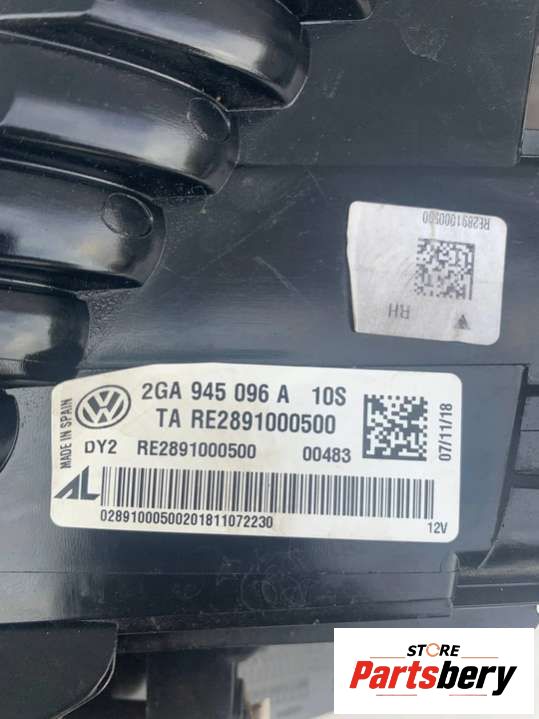 RE2891000500
RH
MADE IN SPAIN
2GA 945 096 A 10S
TA RE2891000500
DY2 RE2891000500 00483
07/11/18
AL
02891000500201811072230
12V
STORE
Partsbery